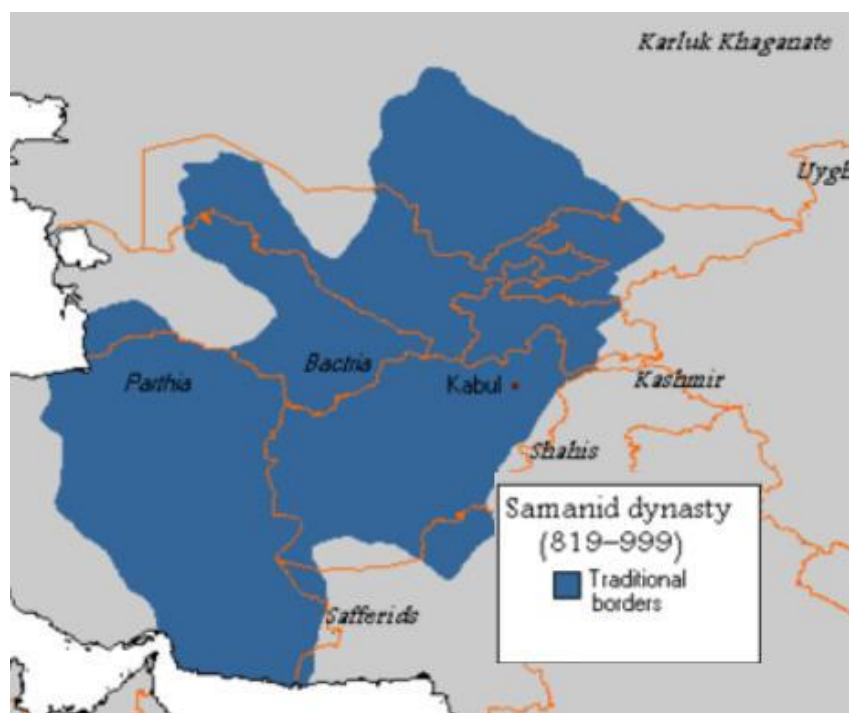 Karluk Khaganate
Uygh
Parthia
Bactria
Kabul
Kashmir
Shahis
Samanid dynasty
(819–999)
Traditional
borders
Safferids